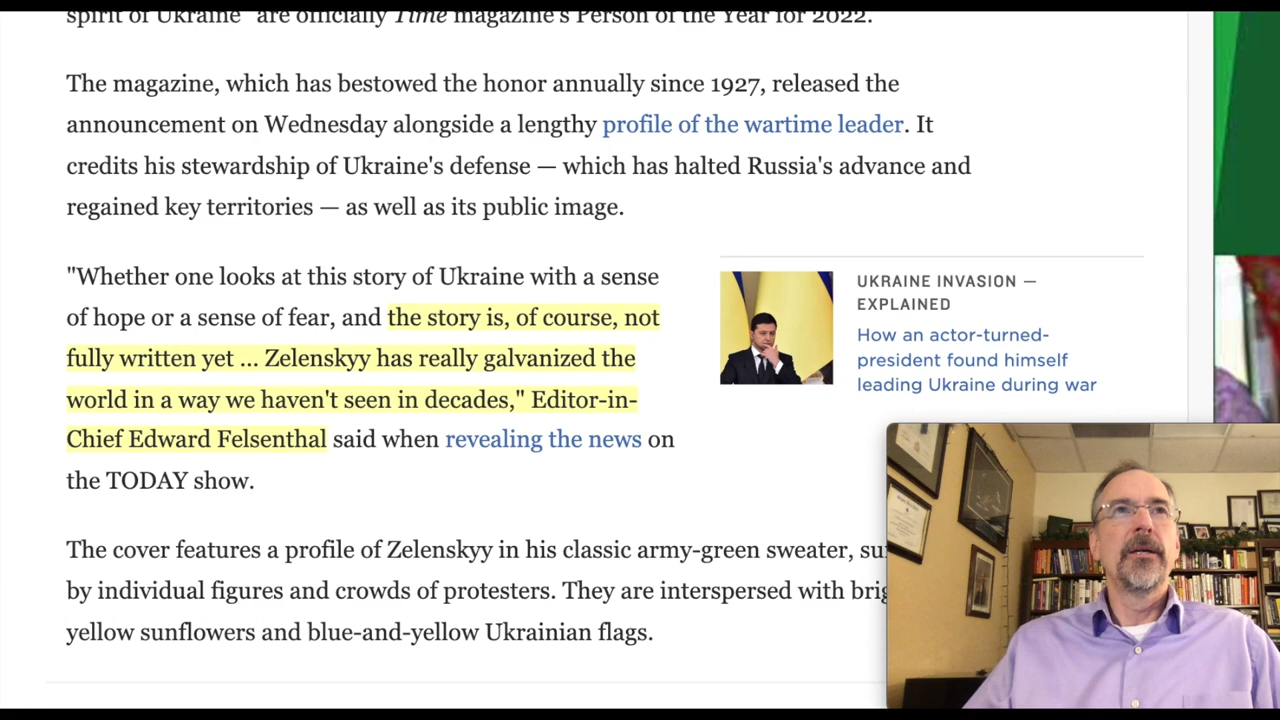 spirit of Ukraine" are officially Time magazine's Person of the Year for 2022.
The magazine, which has bestowed the honor annually since 1927, released the
announcement on Wednesday alongside a lengthy profile of the wartime leader. It
credits his stewardship of Ukraine's defense — which has halted Russia's advance and
regained key territories — as well as its public image.
"Whether one looks at this story of Ukraine with a sense
of hope or a sense of fear, and the story is, of course, not
fully written yet ... Zelenskyy has really galvanized the
world in a way we haven't seen in decades," Editor-in-
Chief Edward Felsenthal said when revealing the news on
the TODAY show.
UKRAINE INVASION —
EXPLAINED
How an actor-turned-
president found himself
leading Ukraine during war
The cover features a profile of Zelenskyy in his classic army-green sweater,
by individual figures and crowds of protesters. They are interspersed with
yellow sunflowers and blue-and-yellow Ukrainian flags.